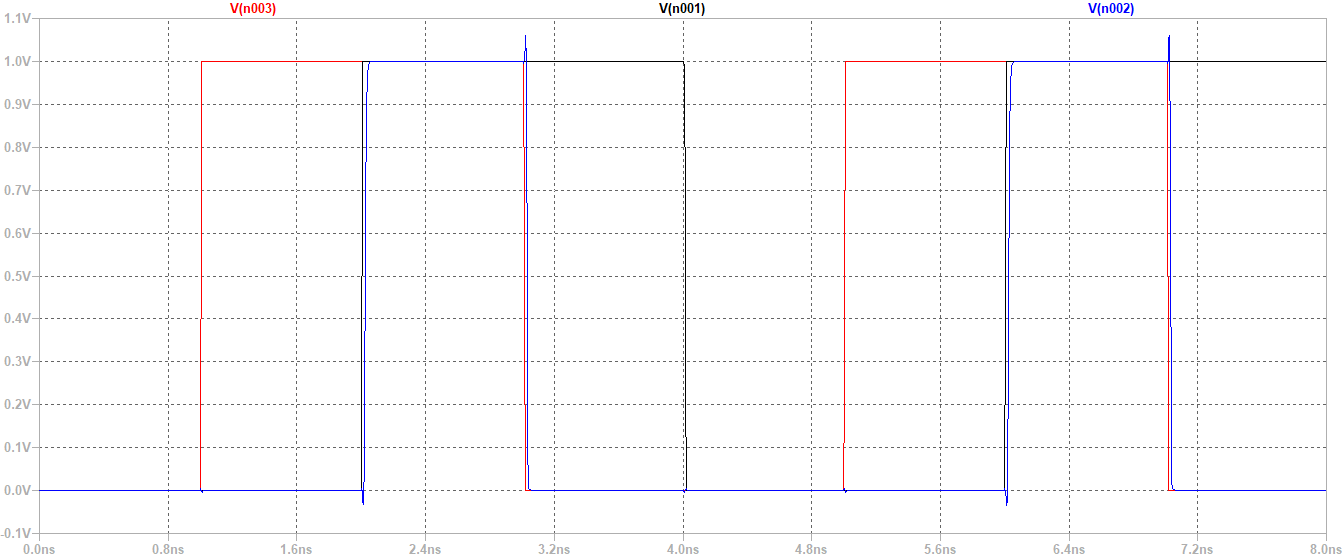 V(n003) V(n001) V(n002)
1.1V
1.0V
0.9V
0.8V
0.7V
0.6V
0.5V
0.4V
0.3V
0.2V
0.1V
0.0V
-0.1V
0.0ns 0.8ns 1.6ns 2.4ns 3.2ns 4.0ns 4.8ns 5.6ns 6.4ns 7.2ns 8.0ns